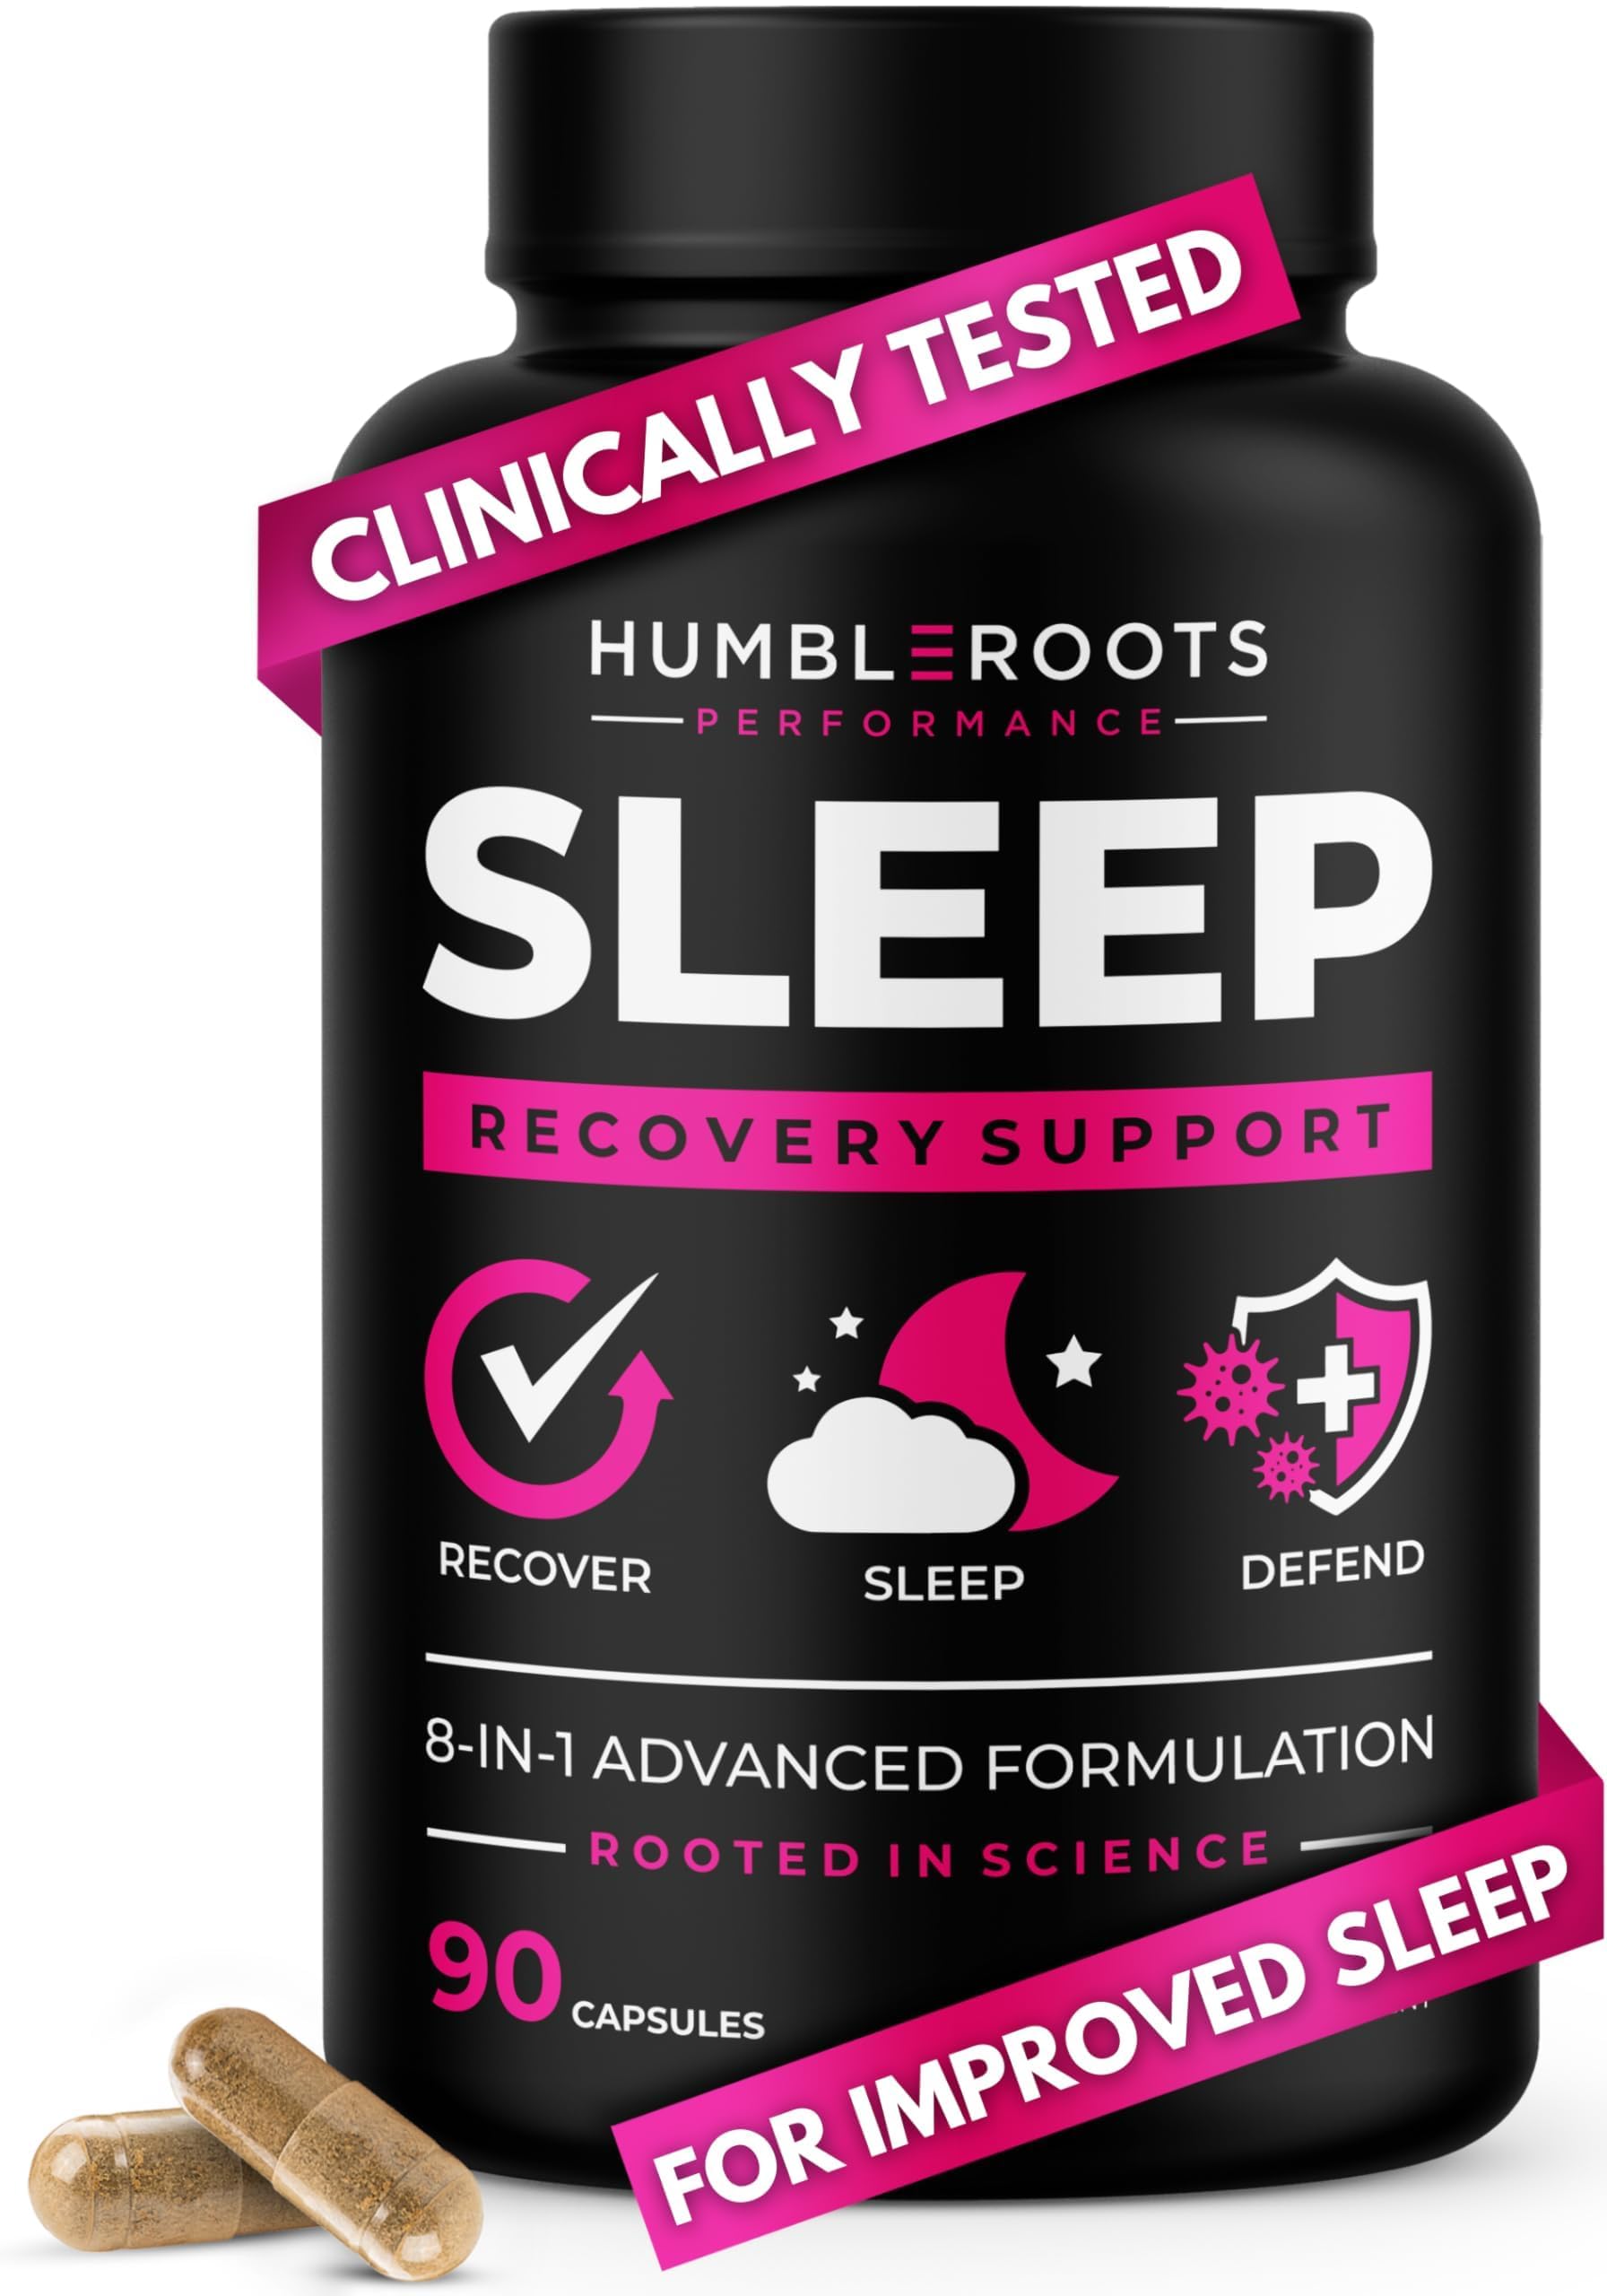 CLINICALLY TESTED
HUMBLEROOTS
PERFORMANCE
SLEEP
RECOVERY SUPPORT
RECOVER
SLEEP
DEFEND
8-IN-1 ADVANCED FORMULATION
ROOTED IN SCIENCE
90 CAPSULES
FOR IMPROVED SLEEP